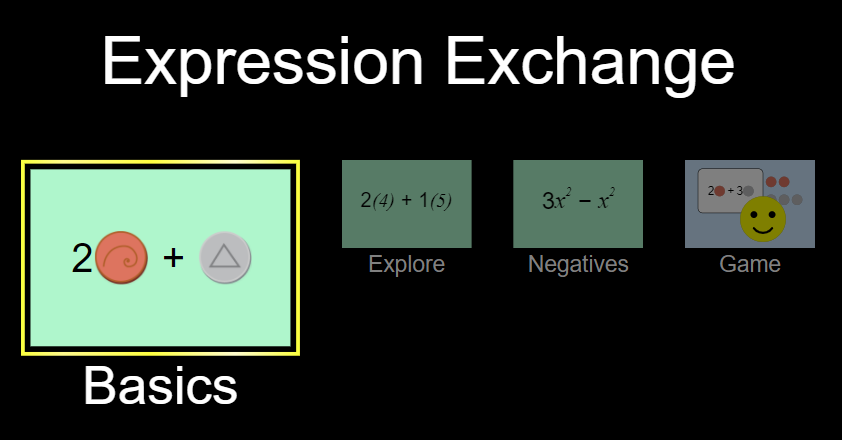 Expression Exchange
2 +
Basics
2(4) + 1(5)
Explore
3x² − x²
Negatives
2 + 3
Game